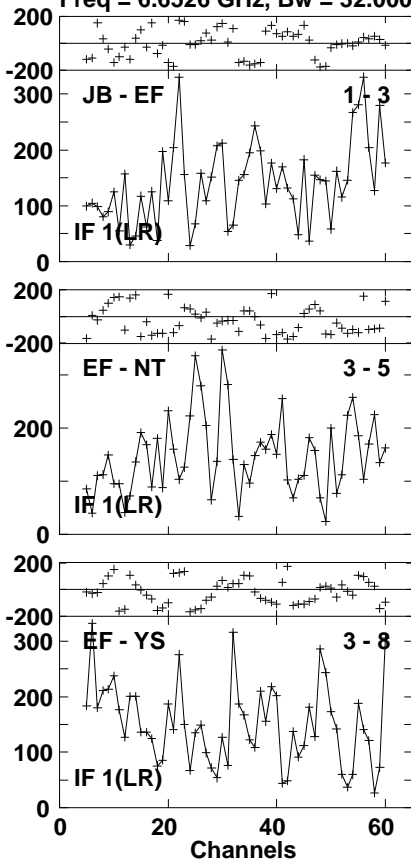 Freq = 6.6526 GHz, Bw = 32.000
200
-200
300
200
100
0
JB - EF
1 - 3
IF 1(LR)
200
-200
200
0
EF - NT
3 - 5
IF 1(LR)
200
-200
300
200
100
0
EF - YS
3 - 8
IF 1(LR)
0
20
40
60
Channels